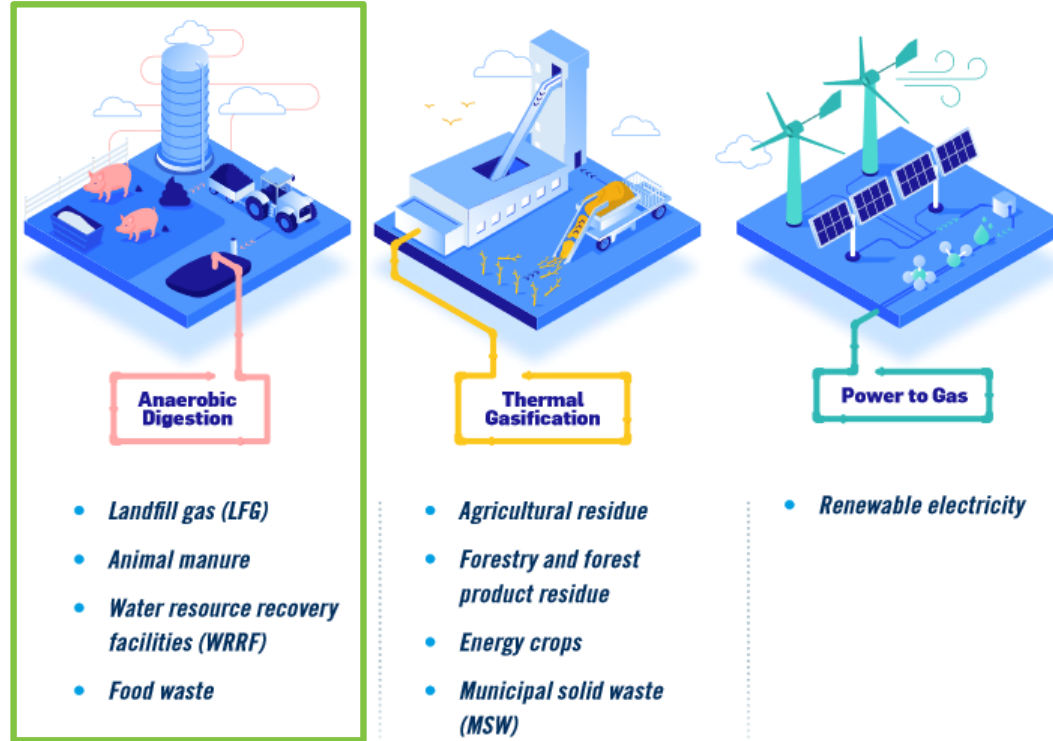 Anaerobic
Digestion
Landfill gas (LFG)
Animal manure
Water resource recovery
facilities (WRRF)
Food waste
Thermal
Gasification
Agricultural residue
Forestry and forest
product residue
Energy crops
Municipal solid waste
(MSW)
Power to Gas
Renewable electricity